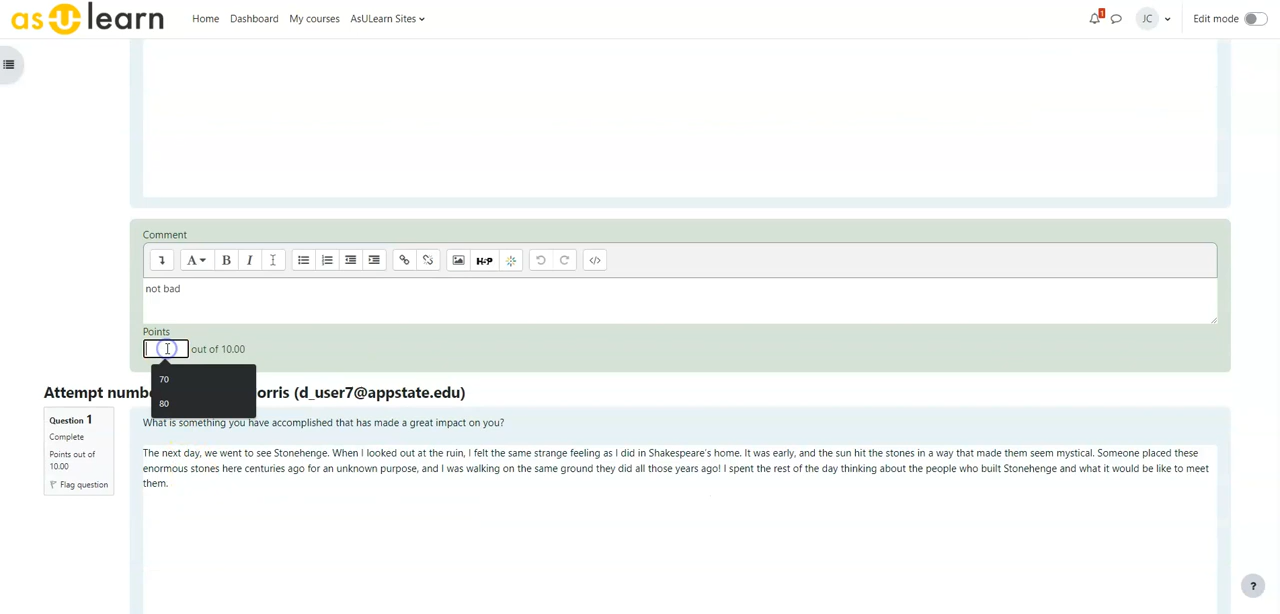 asulearn
Home
Dashboard
My courses
AsULearn Sites
1
JC
Edit mode
Comment
A
B
I
H-P
</>
not bad
Points
out of 10.00
70
80
Attempt numb
orris (d_user7@appstate.edu)
Question 1
Complete
Points out of
10.00
Flag question
What is something you have accomplished that has made a great impact on you?
The next day, we went to see Stonehenge. When I looked out at the ruin, I felt the same strange feeling as I did in Shakespeare's home. It was early, and the sun hit the stones in a way that made them seem mystical. Someone placed these
enormous stones here centuries ago for an unknown purpose, and I was walking on the same ground they did all those years ago! I spent the rest of the day thinking about the people who built Stonehenge and what it would be like to meet
them.
?